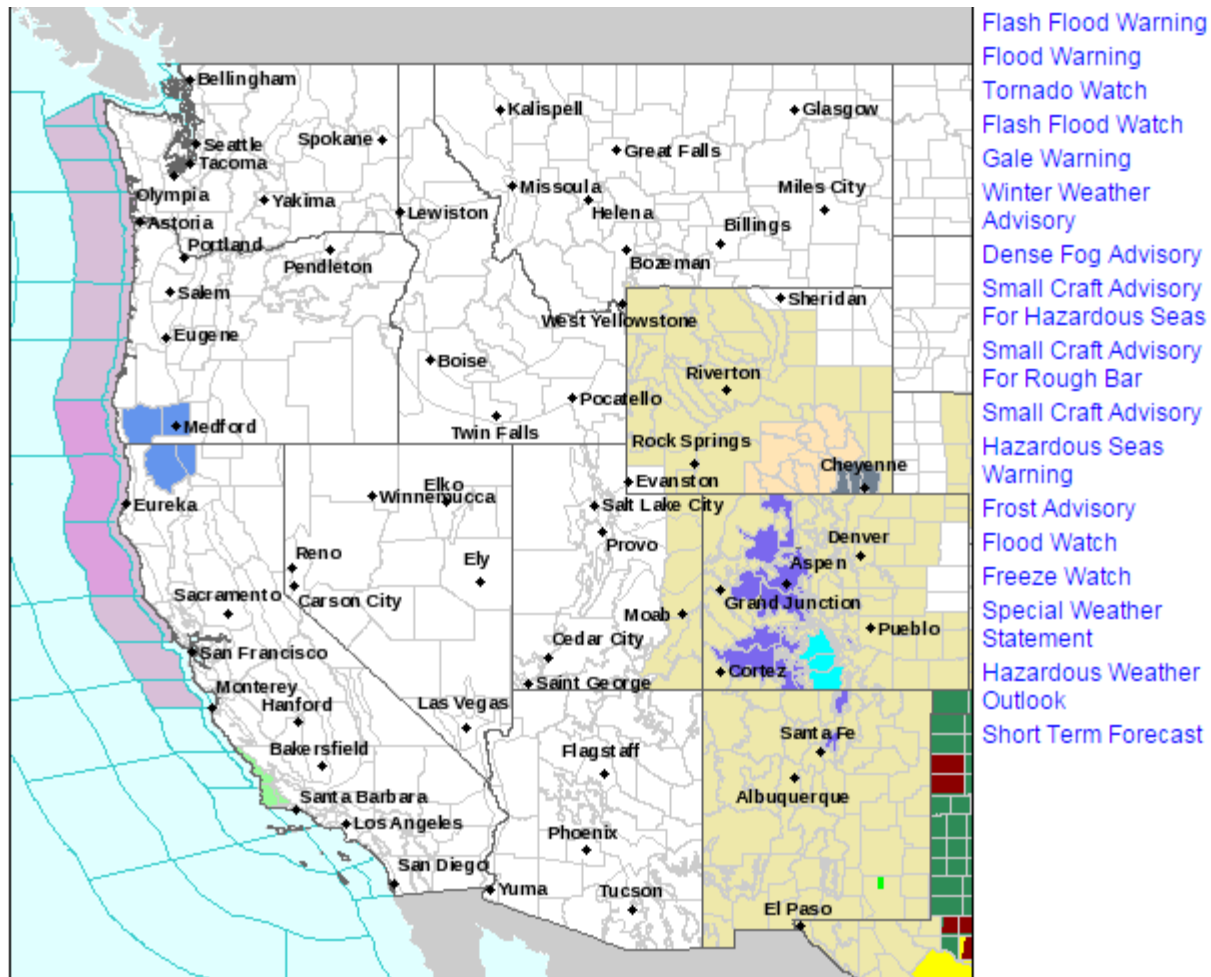 Bellingham
Kalispell
Glasgow
Seattle
Spokane
Great Falls
Tacoma
Missoula
Miles City
Olympia
Yakima
Helena
Lewiston
Astoria
Billings
Portland
Pendleton
Bozeman
Salem
Sheridan
West Yellowstone
Eugene
Boise
Riverton
Pocatello
Medford
Twin Falls
Rock Springs
Cheyenne
Evanston
Elko
Winnemucca
Eureka
Salt Lake City
Provo
Denver
Reno
Ely
Aspen
Sacramento
Carson City
Grand Junction
Moab
Pueblo
Cedar City
San Francisco
Cortez
Saint George
Monterey
Hanford
Las Vegas
Santa Fe
Bakersfield
Flagstaff
Albuquerque
Santa Barbara
Los Angeles
Phoenix
San Diego
Yuma
Tucson
El Paso
Flash Flood Warning
Flood Warning
Tornado Watch
Flash Flood Watch
Gale Warning
Winter Weather
Advisory
Dense Fog Advisory
Small Craft Advisory
For Hazardous Seas
Small Craft Advisory
For Rough Bar
Small Craft Advisory
Hazardous Seas
Warning
Frost Advisory
Flood Watch
Freeze Watch
Special Weather
Statement
Hazardous Weather
Outlook
Short Term Forecast